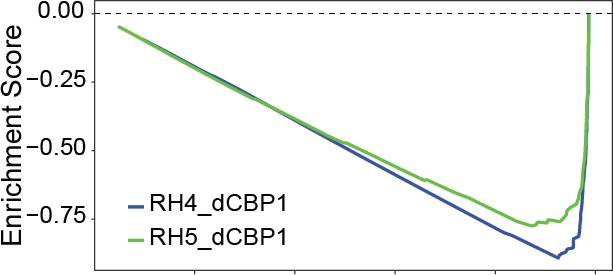 0.00
−0.25
−0.50
−0.75
Enrichment Score
RH4_dCBP1
RH5_dCBP1